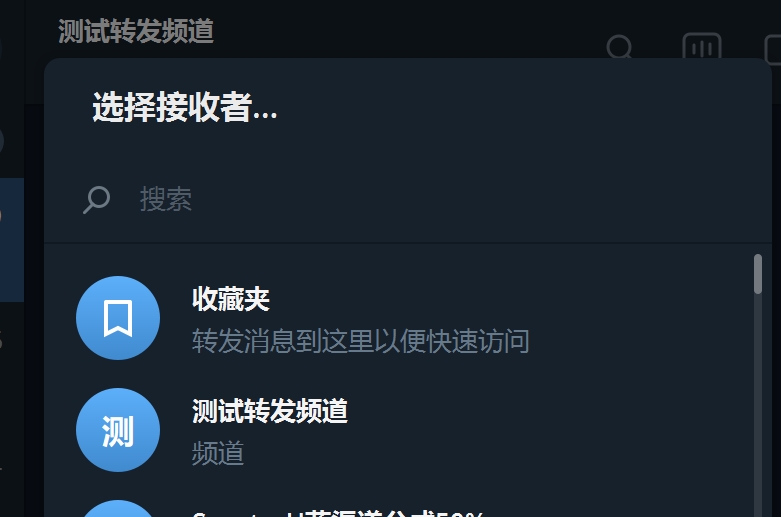 测试转发频道
选择接收者...
搜索
收藏夹
转发消息到这里以便快速访问
测
测试转发频道
频道